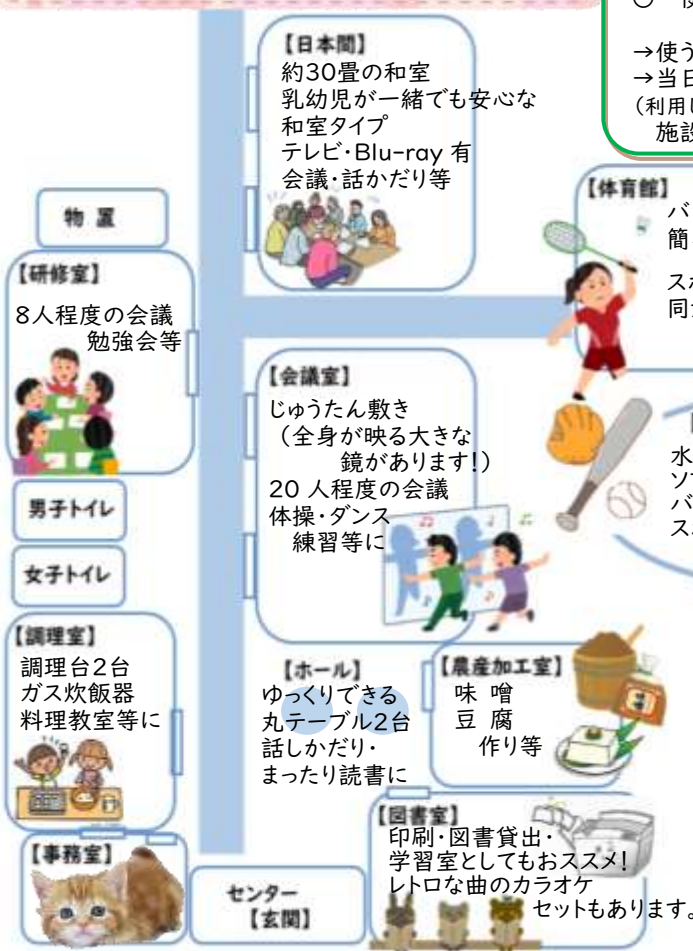 【日本間】
約30畳の和室
乳幼児が一緒でも安心な
和室タイプ
テレビ・Blu-ray 有
会議・話かだり等
→使う
→当日
(利用し
施設
【体育館】
バ
簡
スポ
同
物 置
【研修室】
8人程度の会議
勉強会等
【会議室】
じゅうたん敷き
(全身が映る大きな
鏡があります!)
20 人程度の会議
体操・ダンス
練習等に
水
ソフ
バ
ス
男子トイレ
女子トイレ
【調理室】
調理台2台
ガス炊飯器
料理教室等に
【ホール】
ゆっくりできる
丸テーブル2台
話しかだり・
まったり読書に
【農産加工室】
味 噌
豆 腐
作り等
【図書室】
印刷・図書貸出・
学習室としてもおススメ!
レトロな曲のカラオケ
セットもあります。
【事務室】
センター
【玄関】